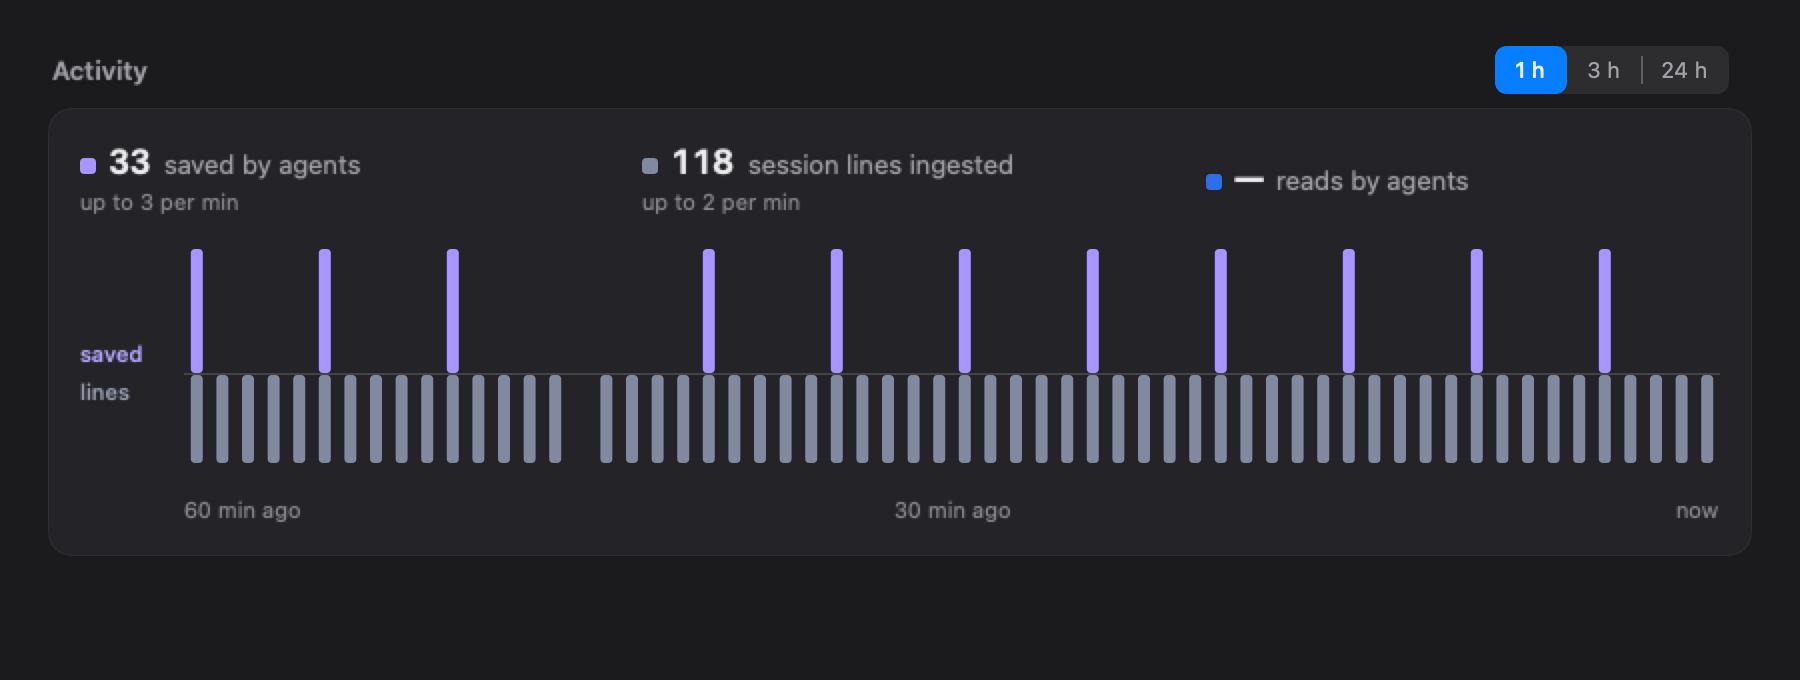 Activity
1 h 3 h 24 h
33 saved by agents
up to 3 per min
118 session lines ingested
up to 2 per min
— reads by agents
saved
lines
60 min ago 30 min ago now